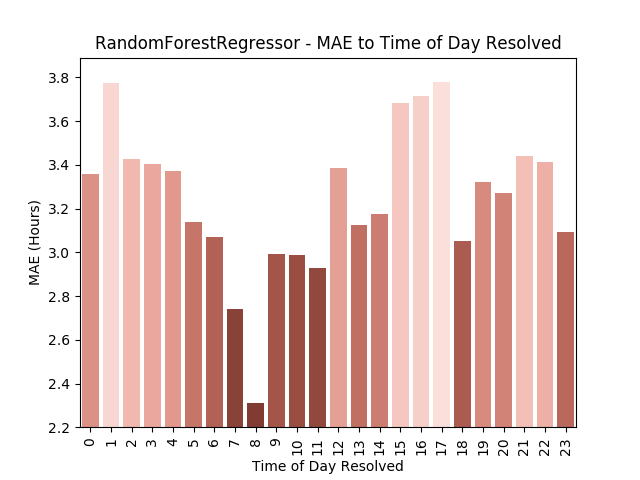 RandomForestRegressor - MAE to Time of Day Resolved
MAE (Hours)
3.8
3.6
3.4
3.2
3.0
2.8
2.6
2.4
2.2
0 1 2 3 4 5 6 7 8 9 10 11 12 13 14 15 16 17 18 19 20 21 22 23
Time of Day Resolved